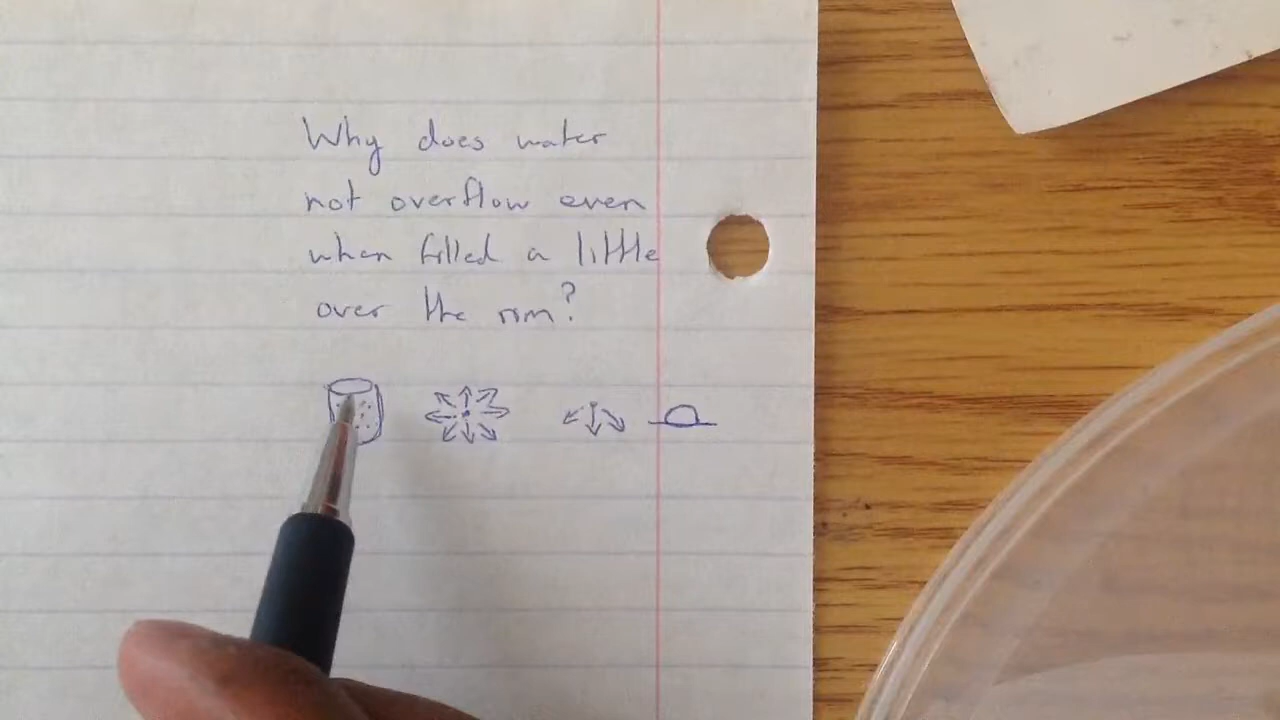 Why does water
not overflow even
when filled a little
over the rim?